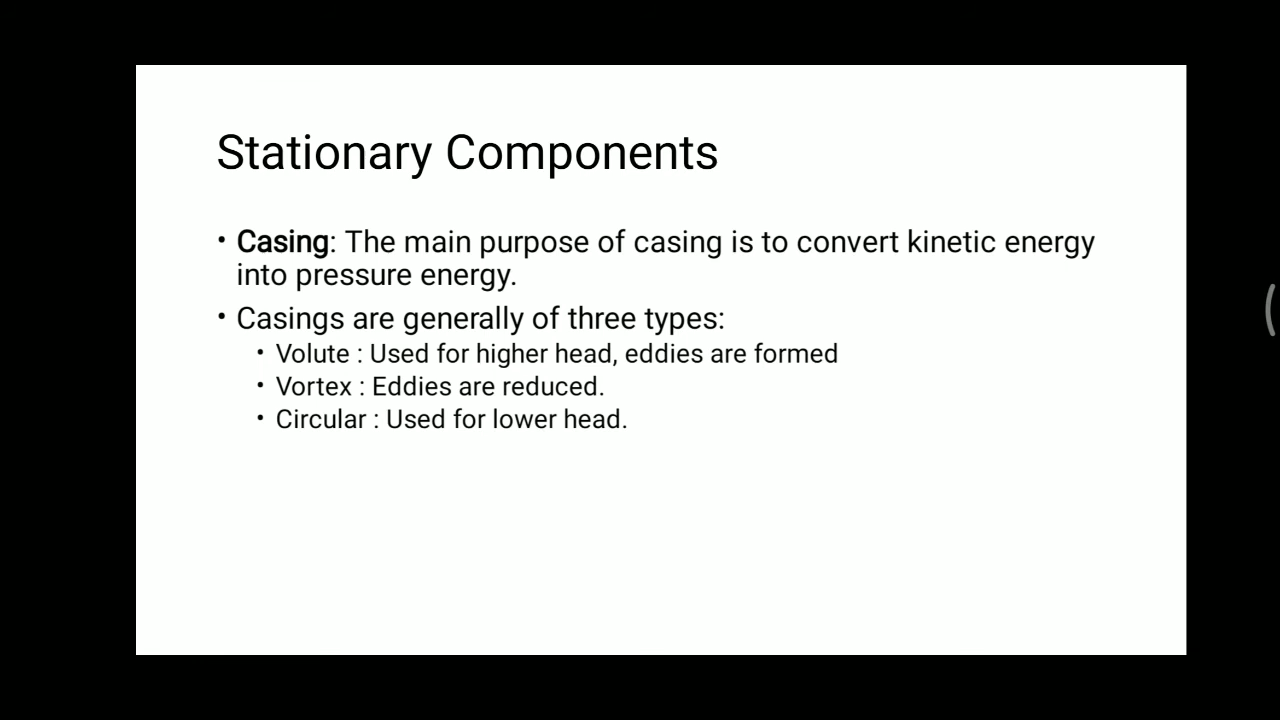 Stationary Components
• Casing: The main purpose of casing is to convert kinetic energy
into pressure energy.
• Casings are generally of three types:
• Volute : Used for higher head, eddies are formed
• Vortex : Eddies are reduced.
• Circular : Used for lower head.